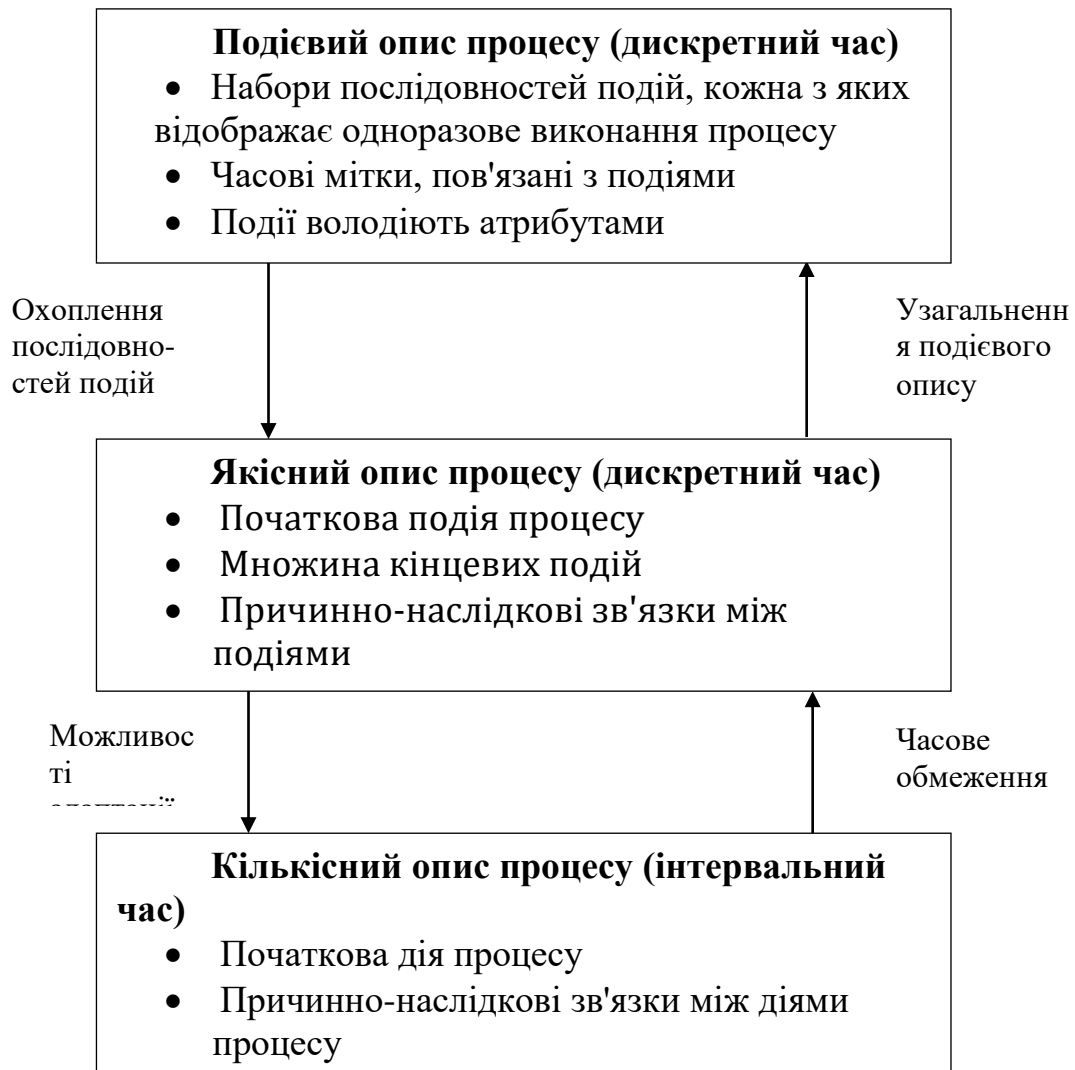 Подієвий опис процесу (дискретний час)
• Набори послідовностей подій, кожна з яких
відображає одноразове виконання процесу
• Часові мітки, пов'язані з подіями
• Події володіють атрибутами
Охоплення
послідовно-
стей подій
Узагальненн
я подієвого
опису
Якісний опис процесу (дискретний час)
• Початкова подія процесу
• Множина кінцевих подій
• Причинно-наслідкові зв'язки між
подіями
Можливос
ті
Часове
обмеження
Кількісний опис процесу (інтервальний
час)
• Початкова дія процесу
• Причинно-наслідкові зв'язки між діями
процесу